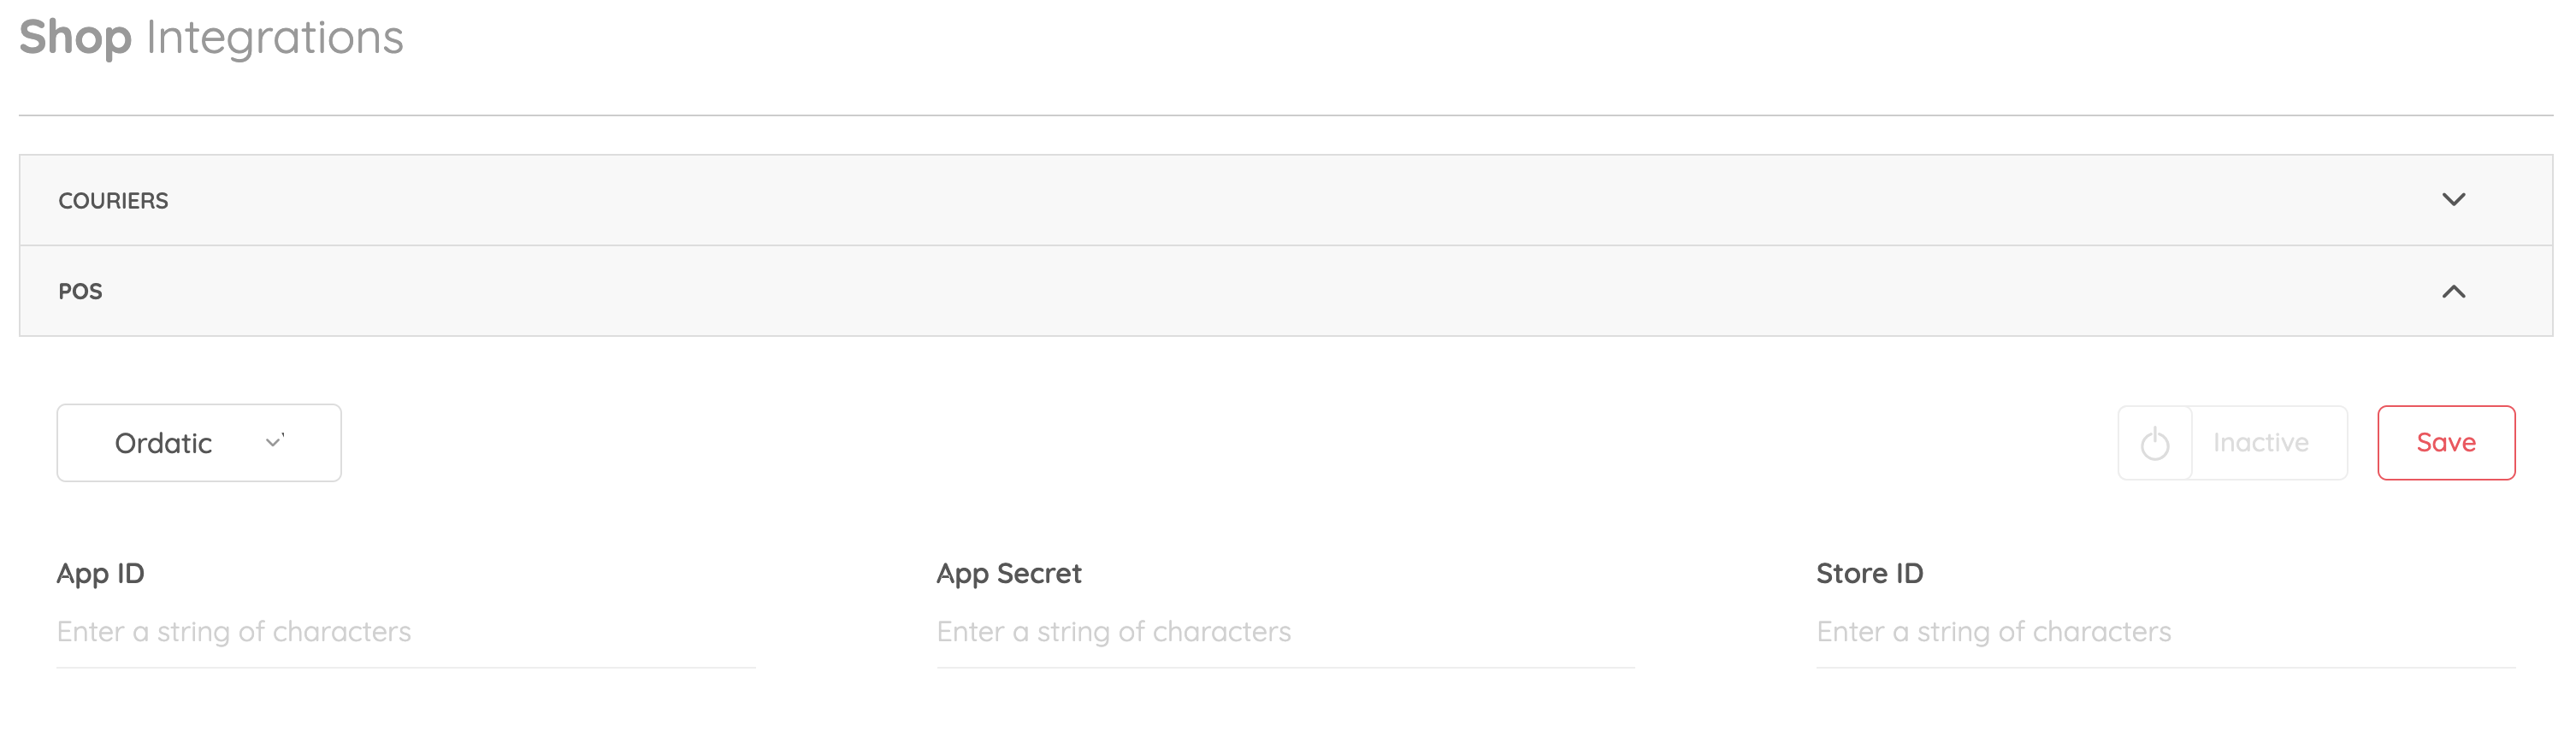 Shop Integrations
COURIERS
POS
Ordatic
Inactive
Save
App ID
App Secret
Store ID
Enter a string of characters
Enter a string of characters
Enter a string of characters